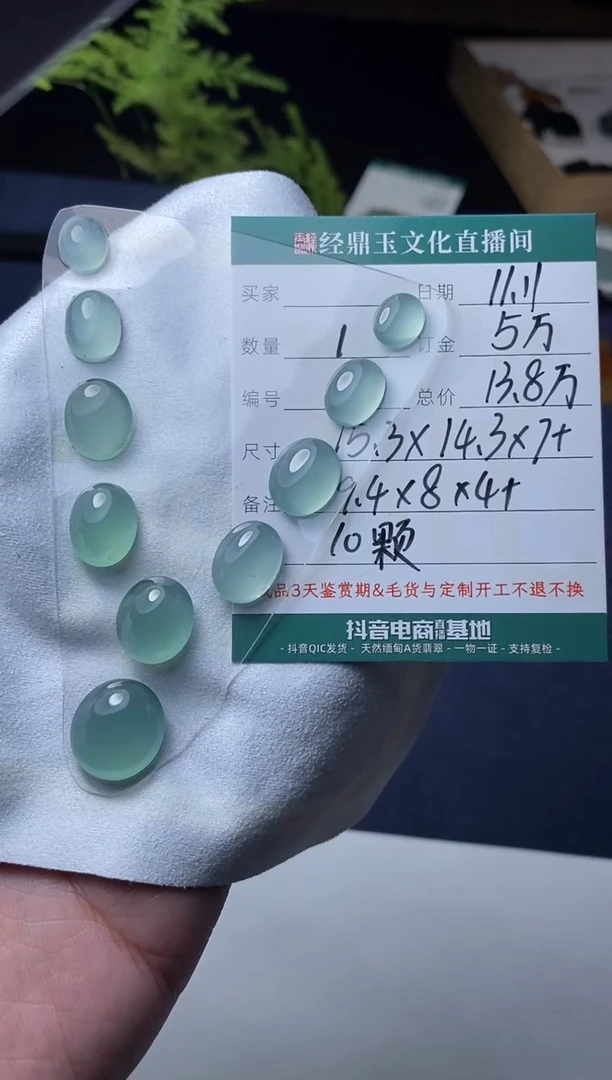 经鼎玉文化直播间
买家 日期 11.11
数量 1 订金 5万
编号 总价 13.8万
尺寸 15.3×14.3×7+
备注 9.4×8×4+
10颗
品3天鉴赏期&毛货与定制开工不退不换
抖音电商直播基地
- 抖音QIC发货 - 天然缅甸A货翡翠 - 一物一证 - 支持复检 -